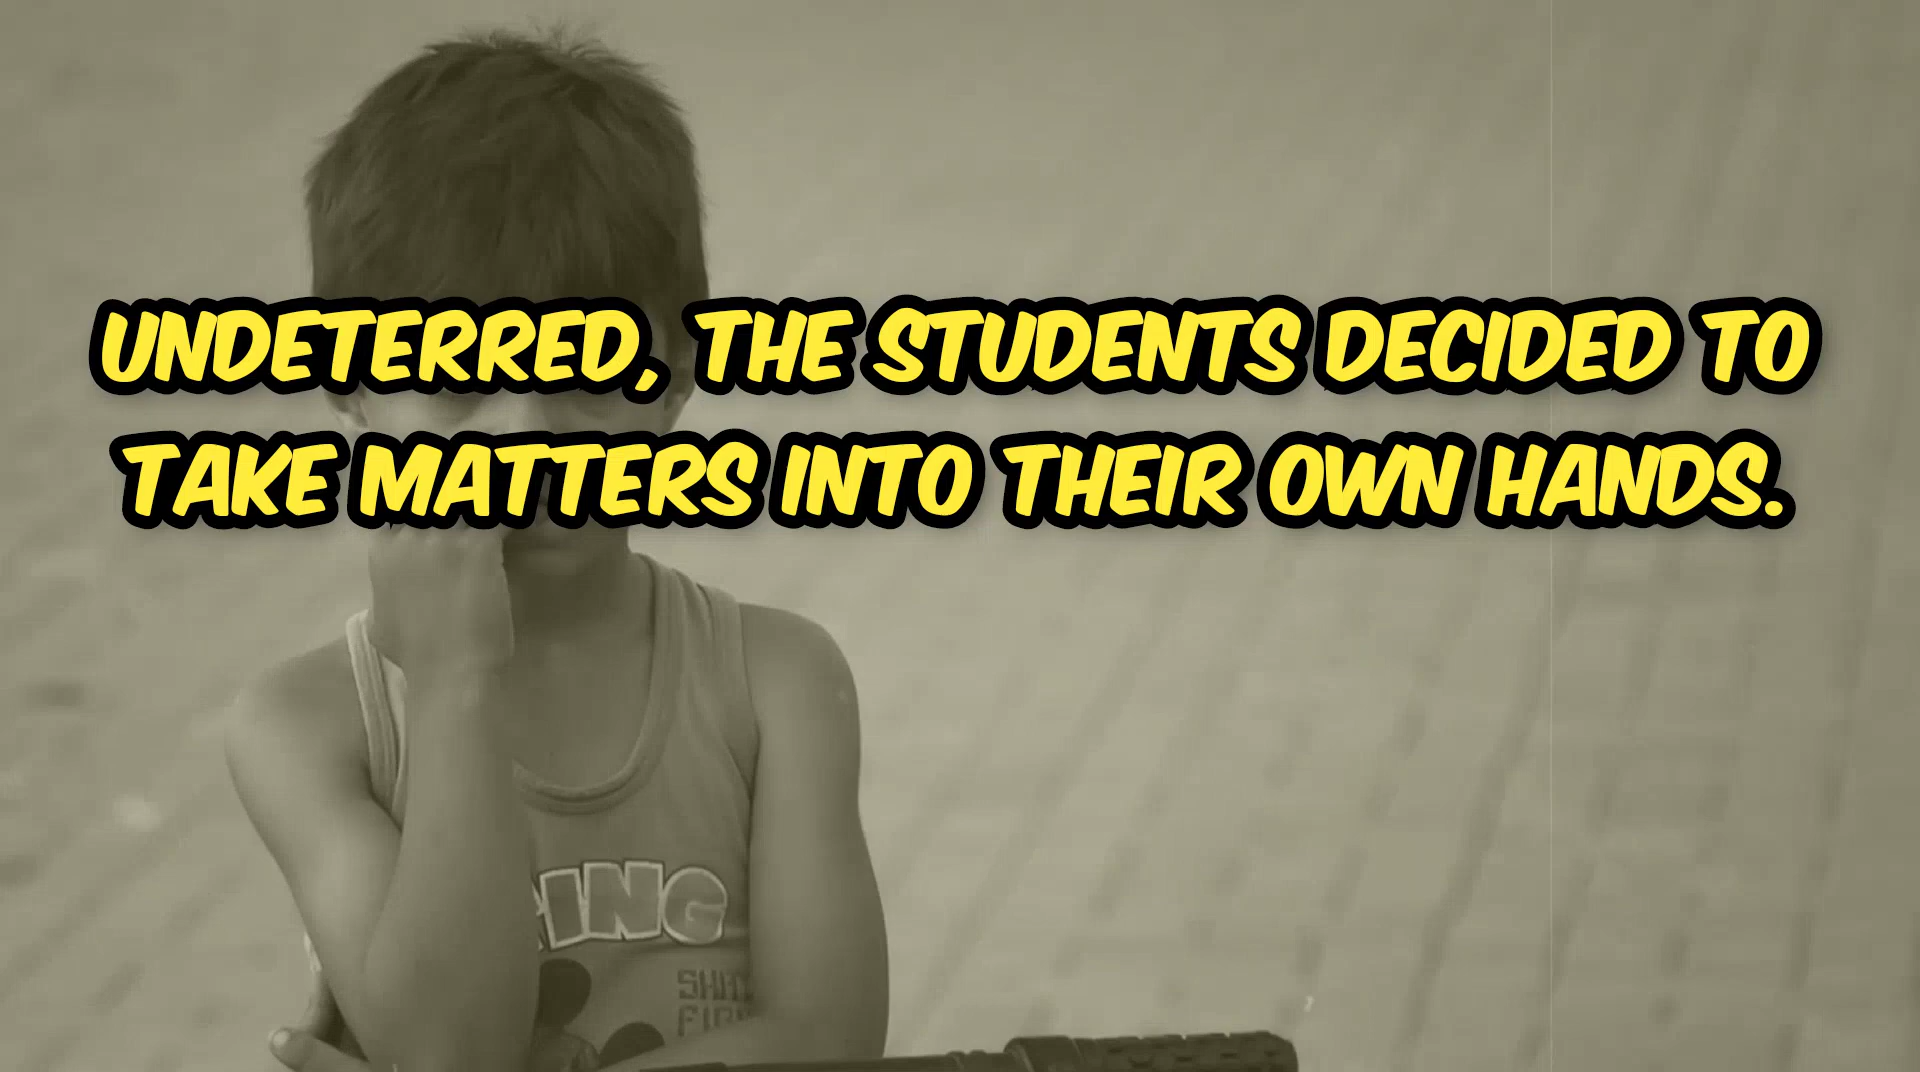 UNDETERRED, THE STUDENTS DECIDED TO
TAKE MATTERS INTO THEIR OWN HANDS.